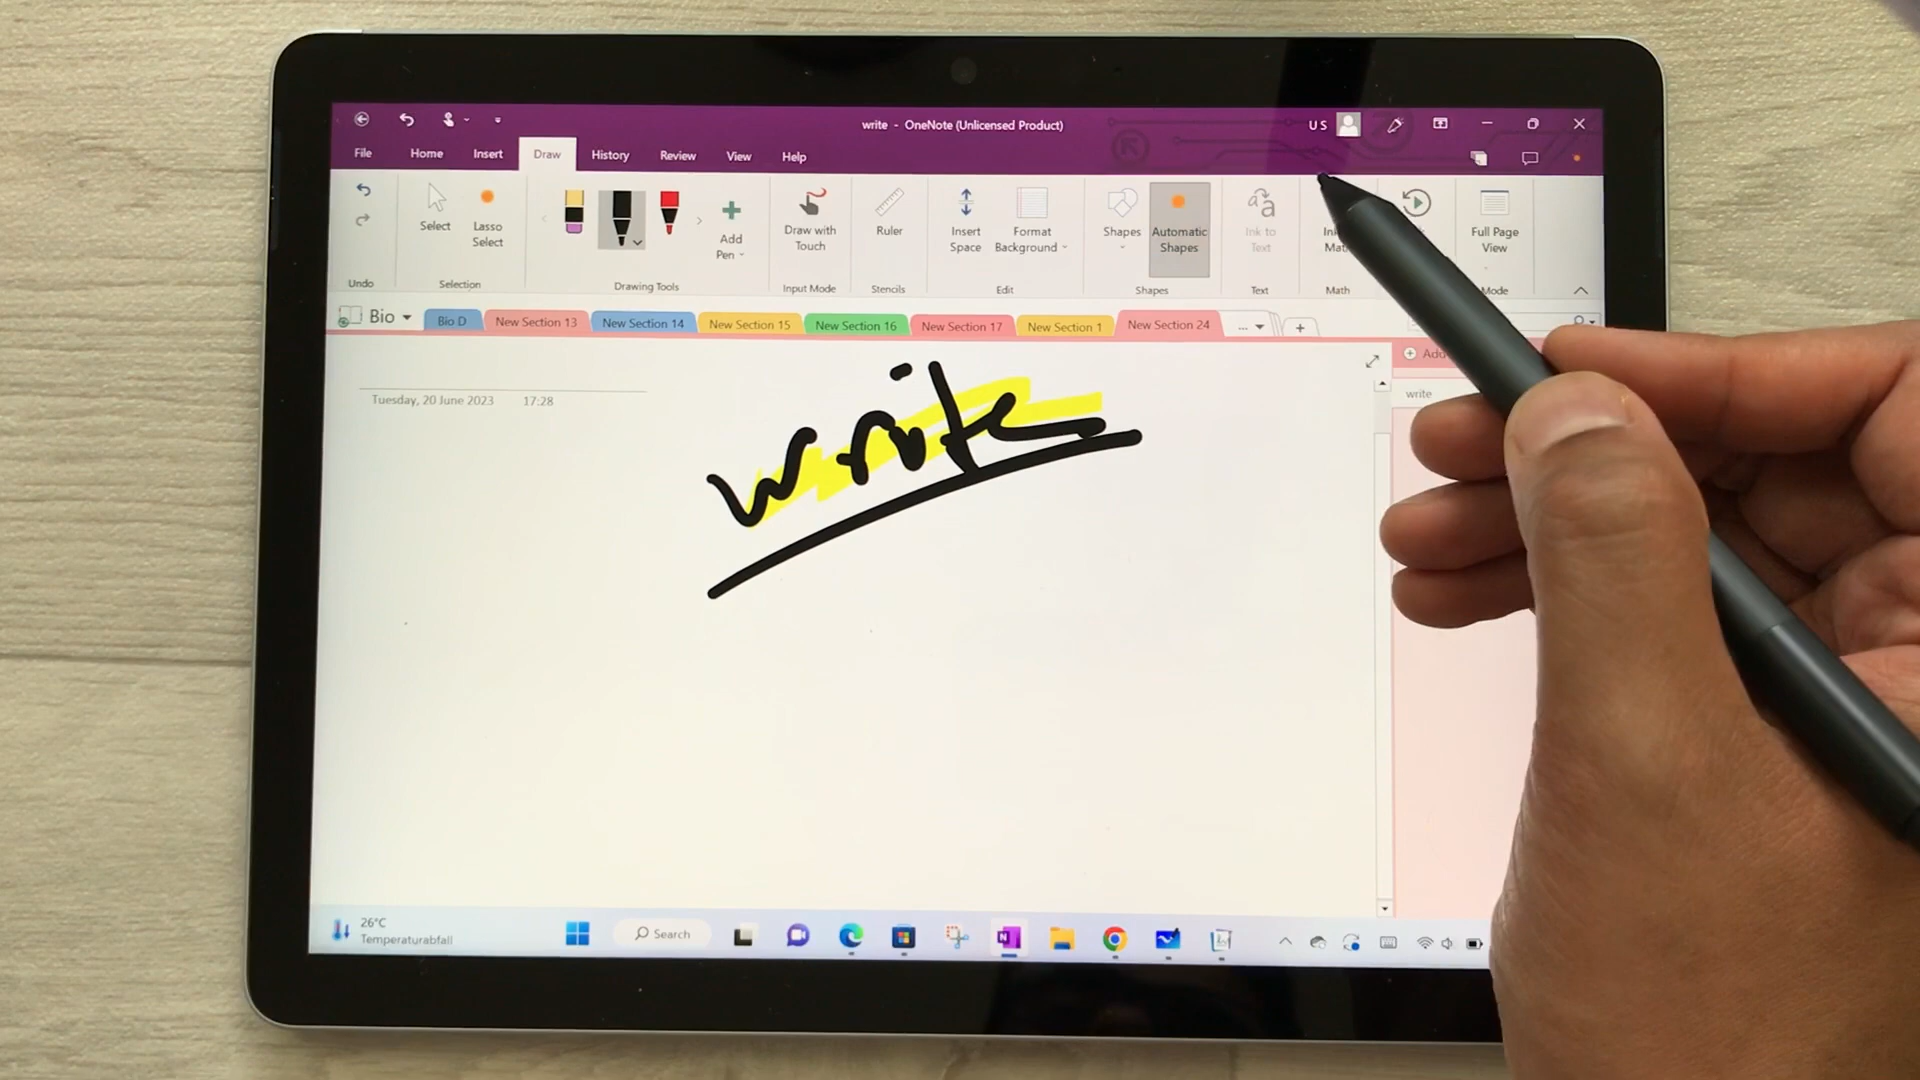 write - OneNote (Unlicensed Product)
U S
File Home Insert Draw History Review View Help
Select
Lasso Select
Add Pen
Draw with Touch
Ruler
Insert Space
Format Background
Shapes
Automatic Shapes
Ink to Text
Full Page View
Undo Selection Drawing Tools Input Mode Stencils Edit Shapes Text Math
Bio Bio D New Section 13 New Section 14 New Section 15 New Section 16 New Section 17 New Section 1 New Section 24 ...
Add
write
Tuesday, 20 June 2023 17:28
write
26°C
Temperaturabfall
Search